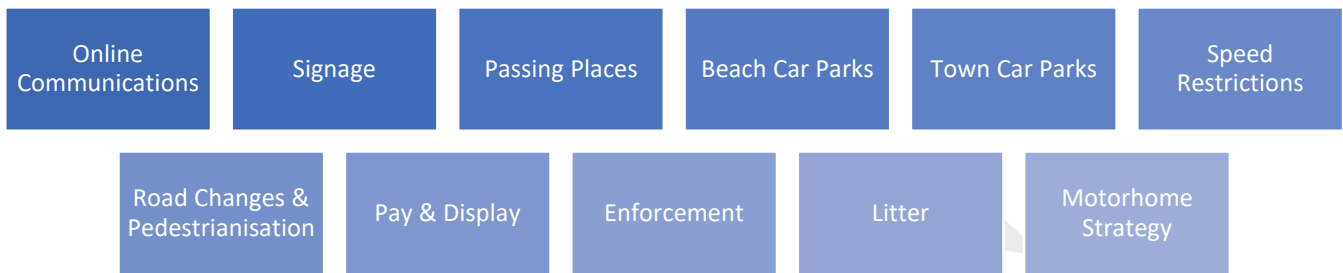 Online
Communications
Signage
Passing Places
Beach Car Parks
Town Car Parks
Speed
Restrictions
Road Changes &
Pedestrianisation
Pay & Display
Enforcement
Litter
Motorhome
Strategy